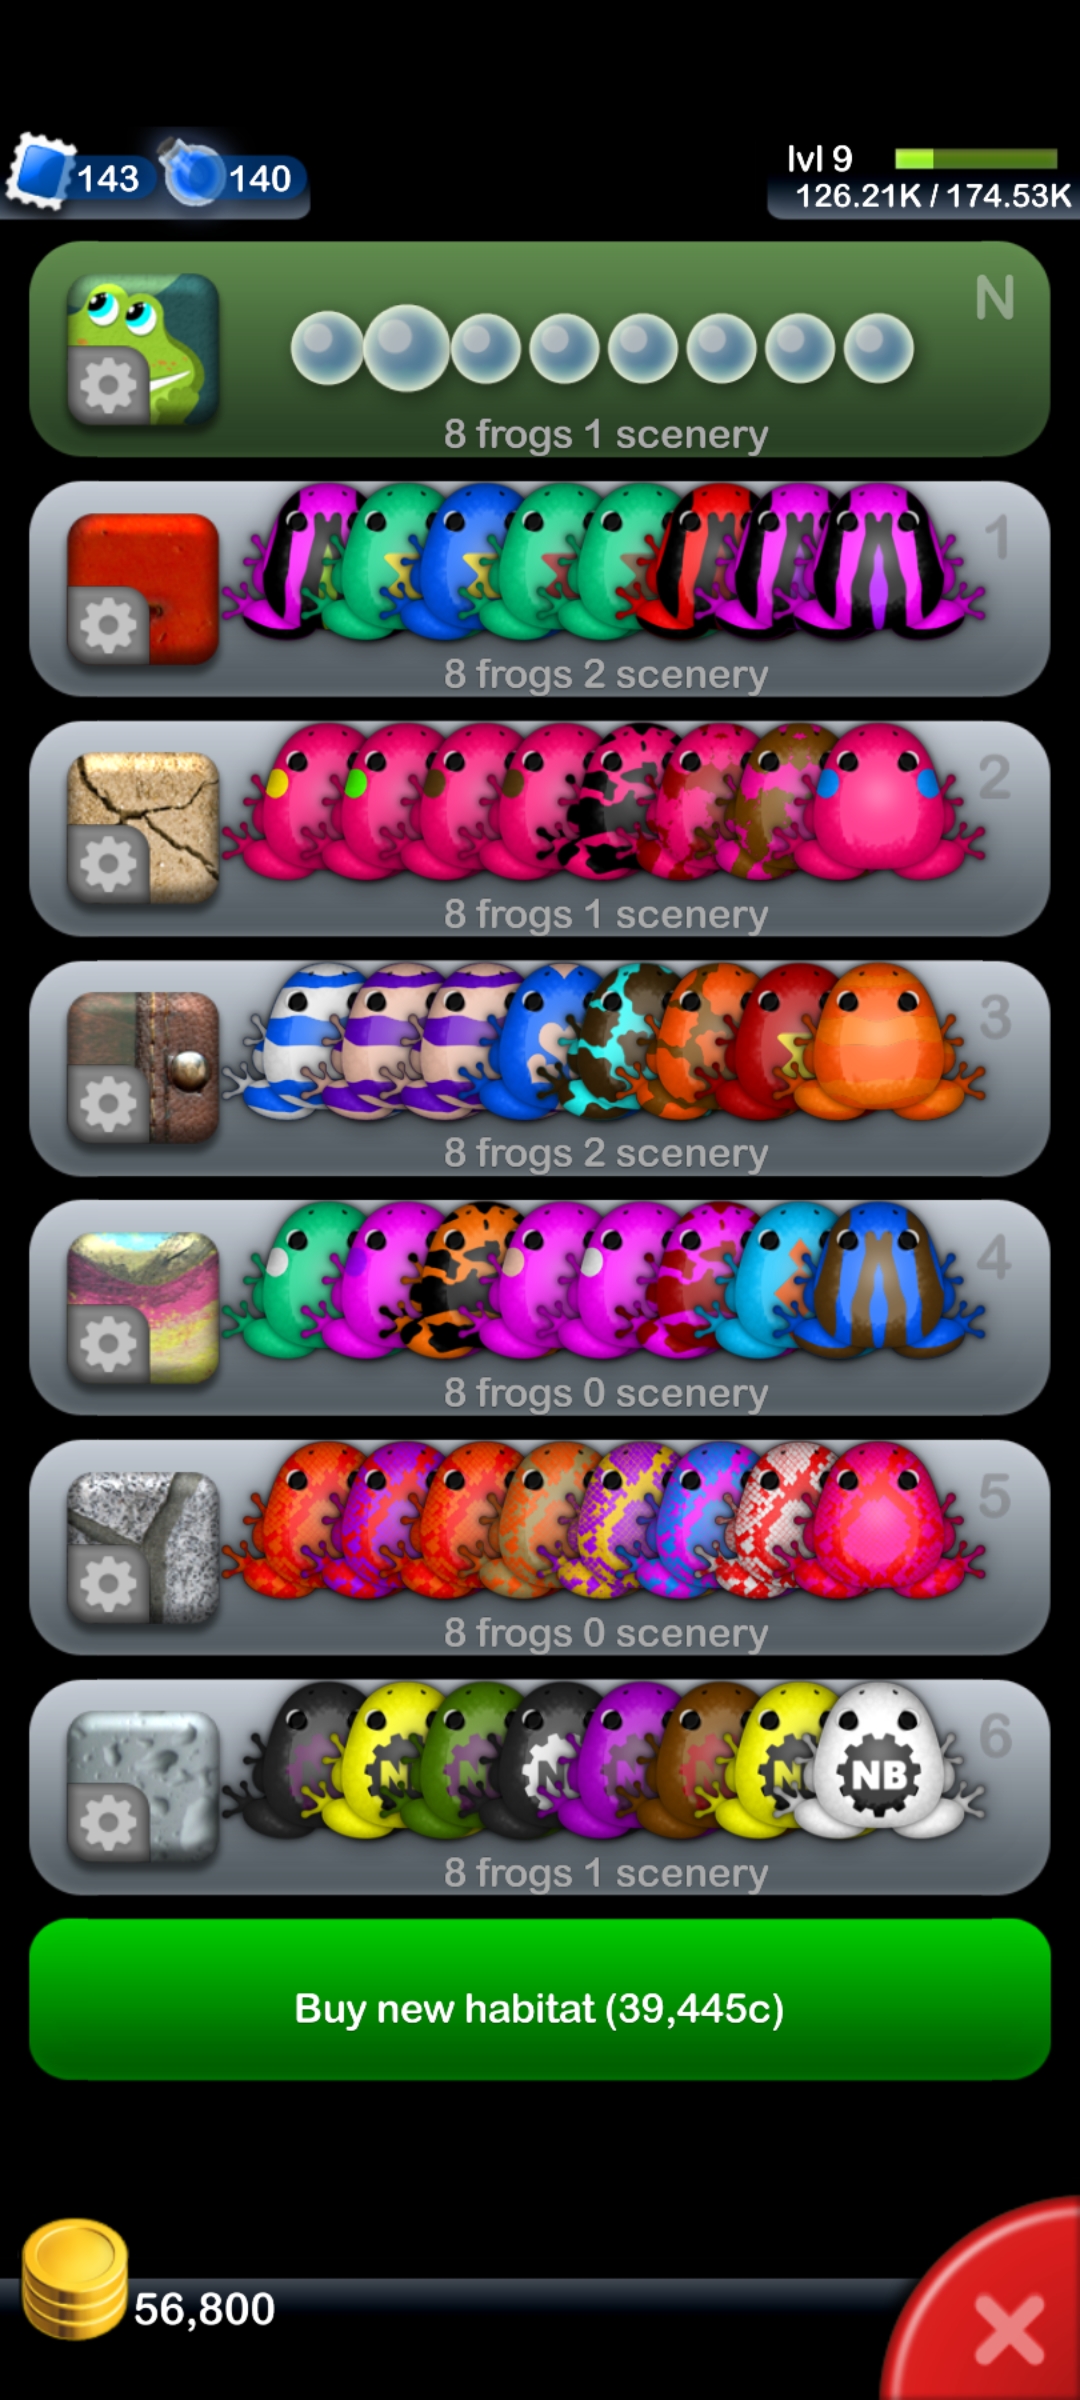 143 140
lvl 9
126.21K / 174.53K
N
8 frogs 1 scenery
1
8 frogs 2 scenery
2
8 frogs 1 scenery
3
8 frogs 2 scenery
4
8 frogs 0 scenery
5
8 frogs 0 scenery
6
N N N N N N NB
8 frogs 1 scenery
Buy new habitat (39,445c)
56,800